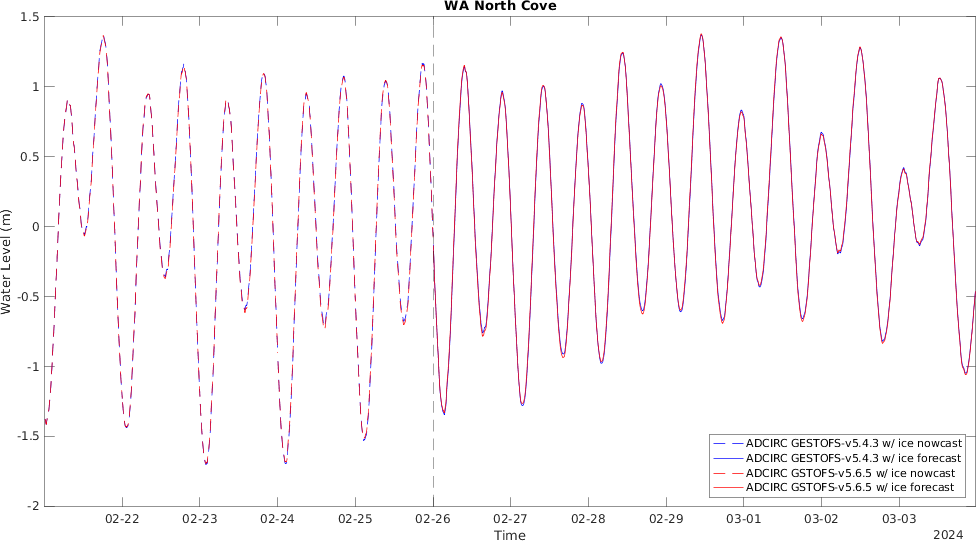 WA North Cove
1.5
1
0.5
0
-0.5
-1
-1.5
-2
Water Level (m)
02-22 02-23 02-24 02-25 02-26 02-27 02-28 02-29 03-01 03-02 03-03
Time
2024
ADCIRC GESTOFS-v5.4.3 w/ ice nowcast
ADCIRC GESTOFS-v5.4.3 w/ ice forecast
ADCIRC GSTOFS-v5.6.5 w/ ice nowcast
ADCIRC GSTOFS-v5.6.5 w/ ice forecast